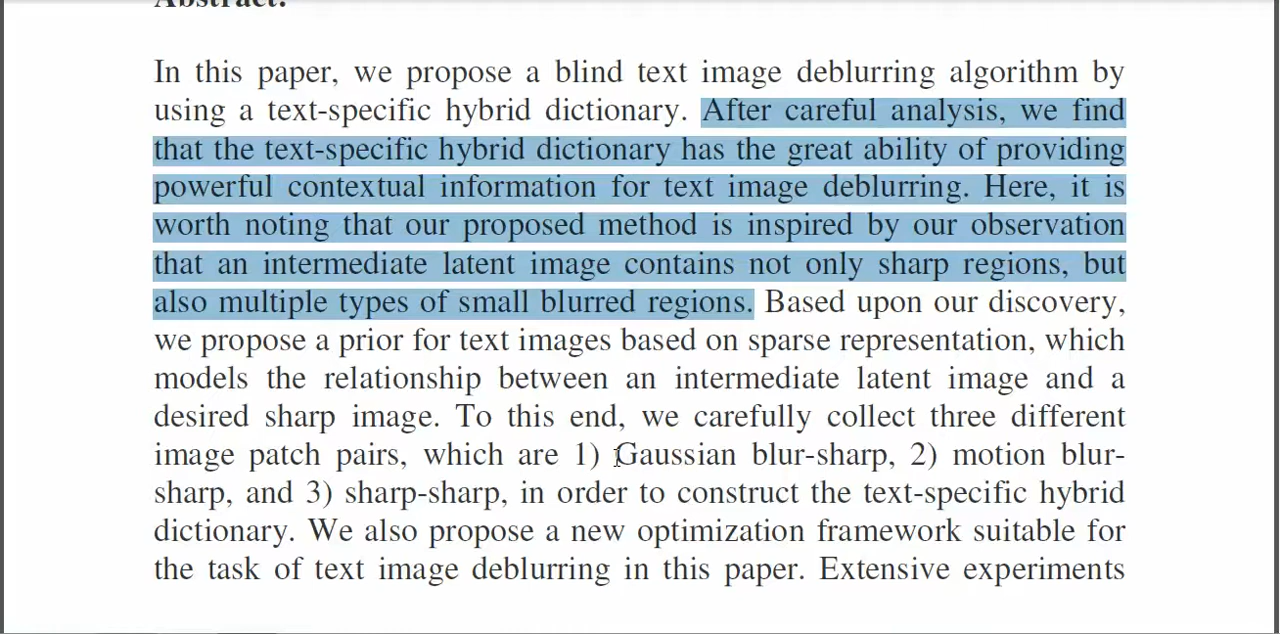 Abstract:
In this paper, we propose a blind text image deblurring algorithm by
using a text-specific hybrid dictionary. After careful analysis, we find
that the text-specific hybrid dictionary has the great ability of providing
powerful contextual information for text image deblurring. Here, it is
worth noting that our proposed method is inspired by our observation
that an intermediate latent image contains not only sharp regions, but
also multiple types of small blurred regions. Based upon our discovery,
we propose a prior for text images based on sparse representation, which
models the relationship between an intermediate latent image and a
desired sharp image. To this end, we carefully collect three different
image patch pairs, which are 1) Gaussian blur-sharp, 2) motion blur-
sharp, and 3) sharp-sharp, in order to construct the text-specific hybrid
dictionary. We also propose a new optimization framework suitable for
the task of text image deblurring in this paper. Extensive experiments